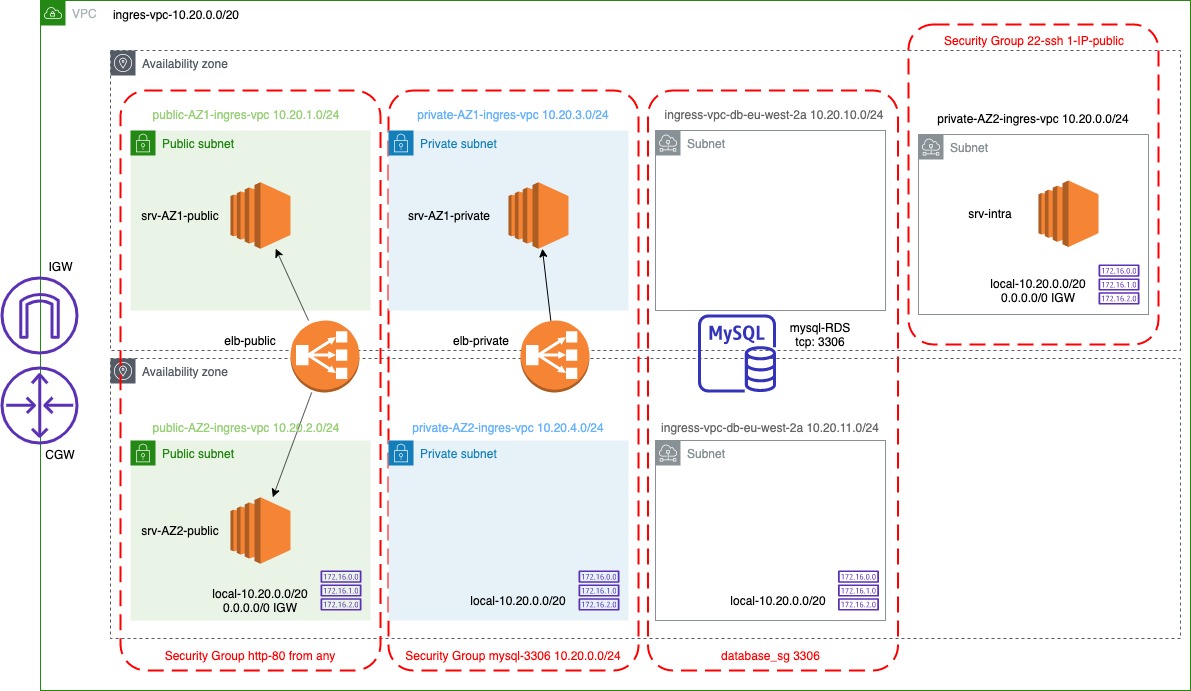 VPC
ingres-vpc-10.20.0.0/20
Security Group 22-ssh 1-IP-public
Availability zone
public-AZ1-ingres-vpc 10.20.1.0/24
private-AZ1-ingres-vpc 10.20.3.0/24
ingress-vpc-db-eu-west-2a 10.20.10.0/24
private-AZ2-ingres-vpc 10.20.0.0/24
Public subnet
Private subnet
Subnet
Subnet
srv-AZ1-public
srv-AZ1-private
srv-intra
IGW
local-10.20.0.0/20
0.0.0.0/0 IGW
172.16.0.0
172.16.1.0
172.16.2.0
elb-public
elb-private
MySQL
mysql-RDS
tcp: 3306
Availability zone
CGW
public-AZ2-ingres-vpc 10.20.2.0/24
private-AZ2-ingres-vpc 10.20.4.0/24
ingress-vpc-db-eu-west-2a 10.20.11.0/24
Public subnet
Private subnet
Subnet
srv-AZ2-public
local-10.20.0.0/20
0.0.0.0/0 IGW
172.16.0.0
172.16.1.0
172.16.2.0
local-10.20.0.0/20
172.16.0.0
172.16.1.0
172.16.2.0
local-10.20.0.0/20
172.16.0.0
172.16.1.0
172.16.2.0
Security Group http-80 from any
Security Group mysql-3306 10.20.0.0/24
database_sg 3306